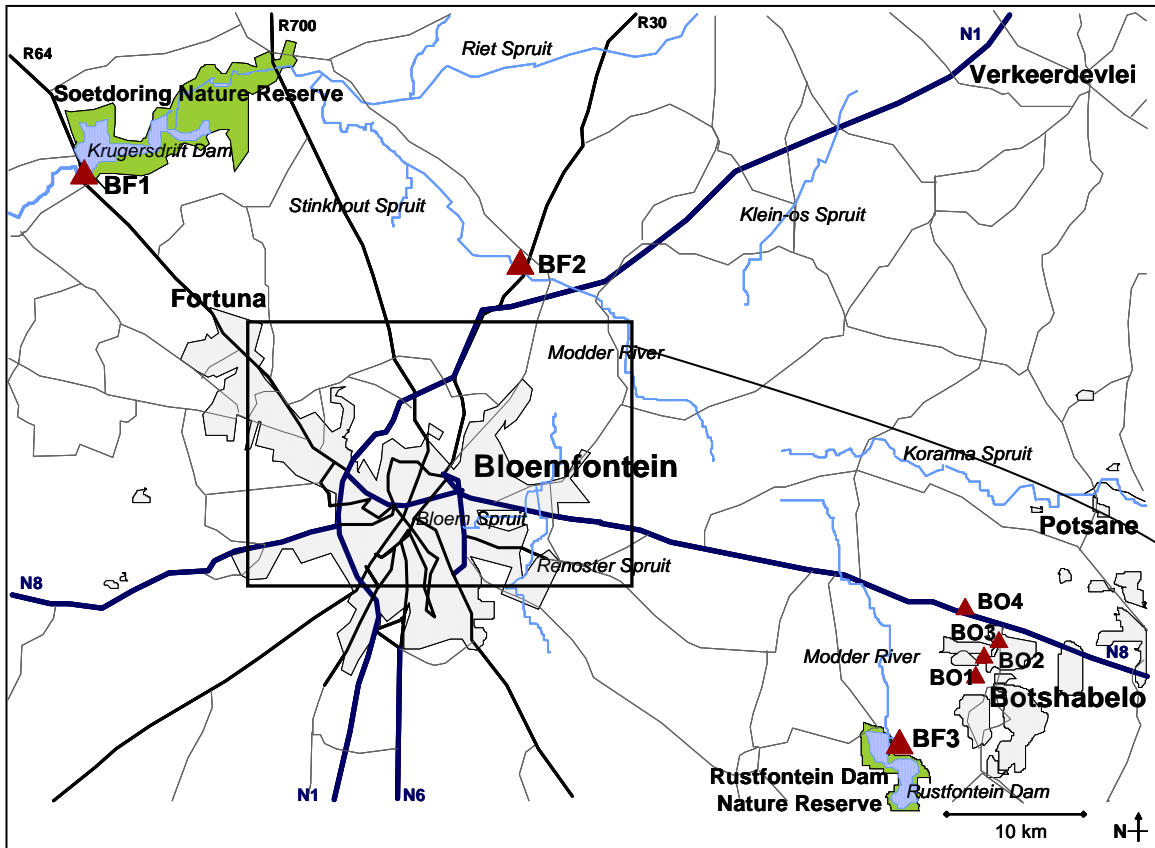 R64
R700
R30
N1
Riet Spruit
Verkeerdevlei
Soetdoring Nature Reserve
Krugersdrift Dam
BF1
Stinkhout Spruit
Klein-os Spruit
BF2
Fortuna
Modder River
Koranna Spruit
Bloemfontein
Bloem Spruit
Potsane
Renoster Spruit
N8
BO4
BO3
BO2
N8
Modder River
BO1
Botshabelo
BF3
Rustfontein Dam
Nature Reserve
Rustfontein Dam
N1
N6
10 km
N